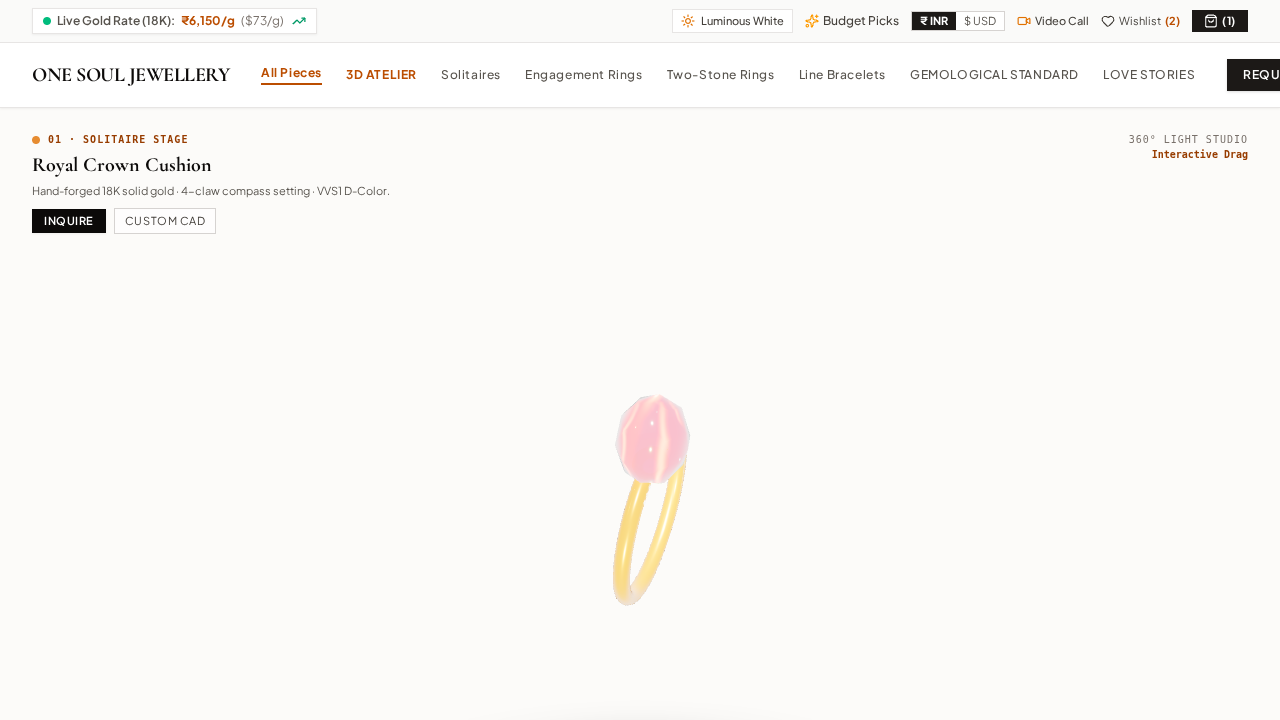 Live Gold Rate (18K): ₹6,150/g ($73/g)
Luminous White
Budget Picks
₹ INR $ USD
Video Call
Wishlist (2)
(1)
ONE SOUL JEWELLERY
All Pieces
3D ATELIER
Solitaires
Engagement Rings
Two-Stone Rings
Line Bracelets
GEMOLOGICAL STANDARD
LOVE STORIES
REQU
01 · SOLITAIRE STAGE
360° LIGHT STUDIO
Interactive Drag
Royal Crown Cushion
Hand-forged 18K solid gold · 4-claw compass setting · VVS1 D-Color.
INQUIRE
CUSTOM CAD